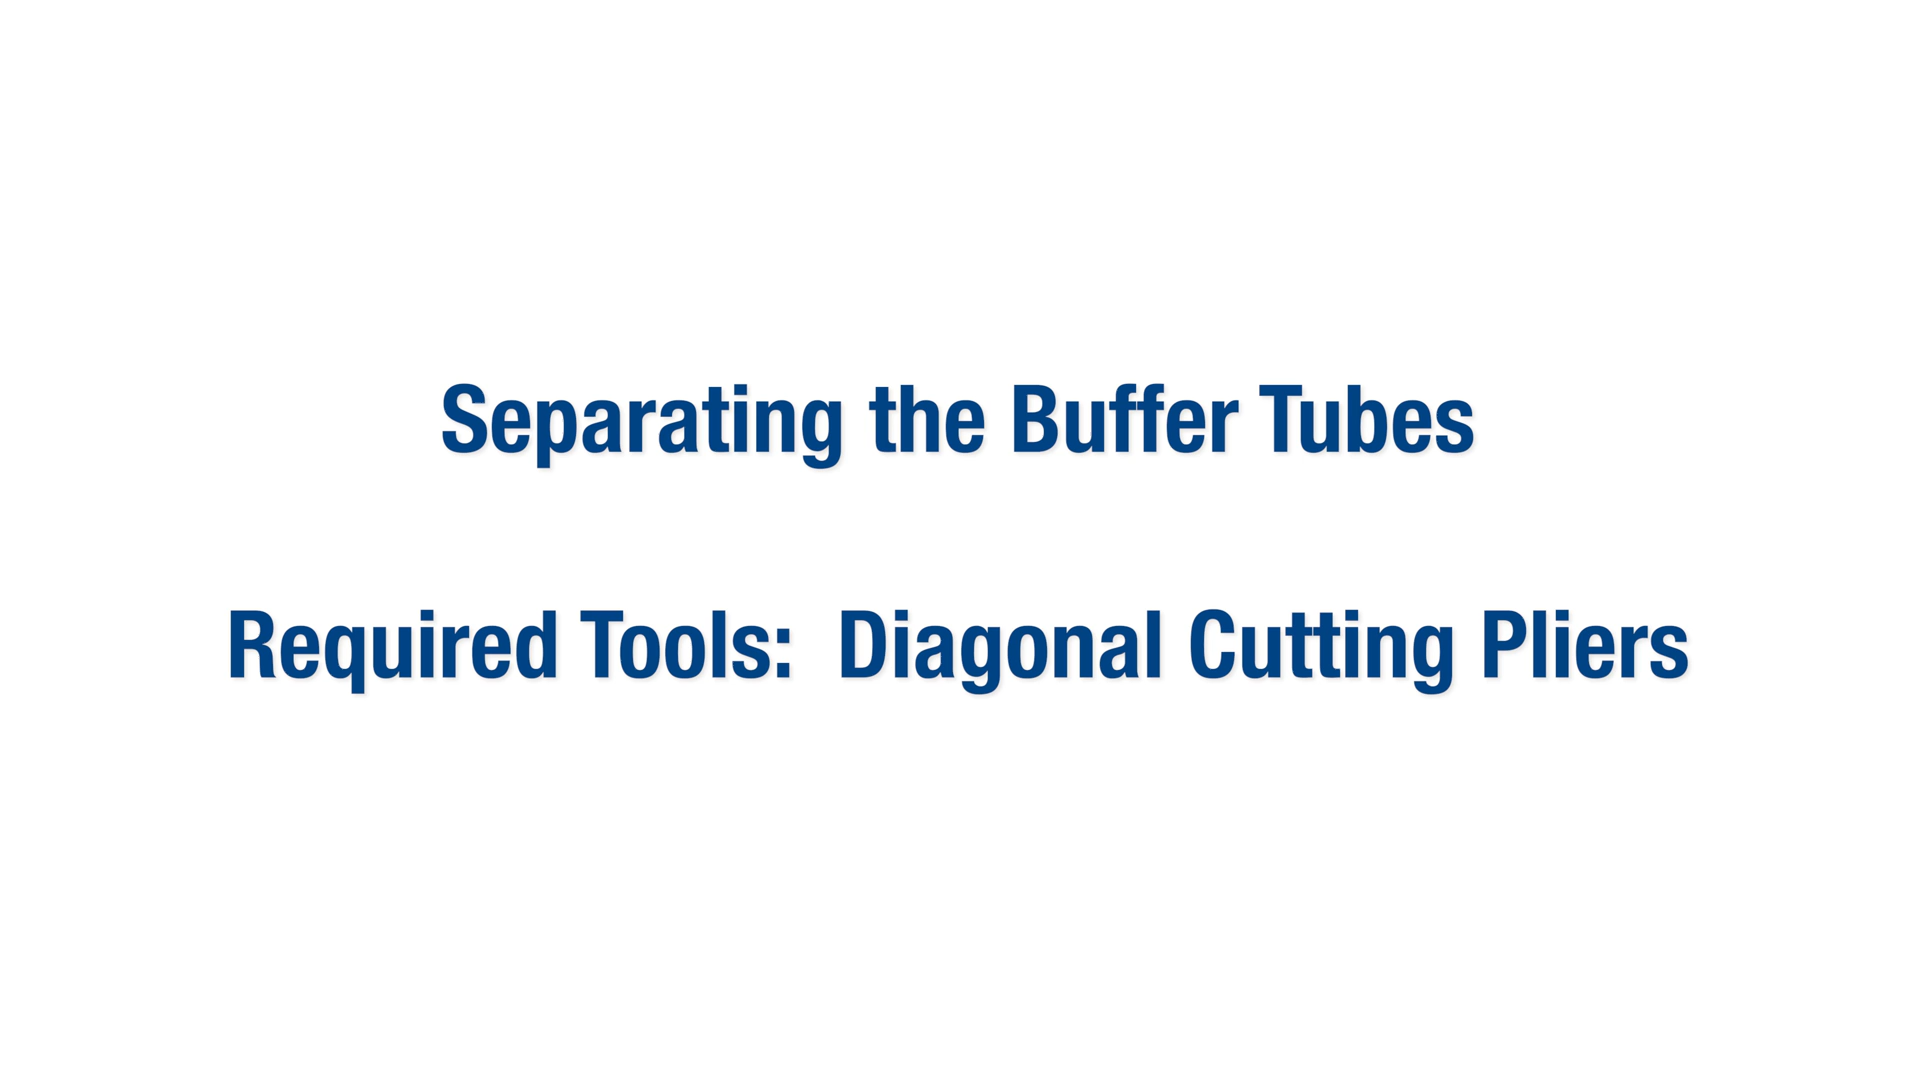 Separating the Buffer Tubes
Required Tools:  Diagonal Cutting Pliers